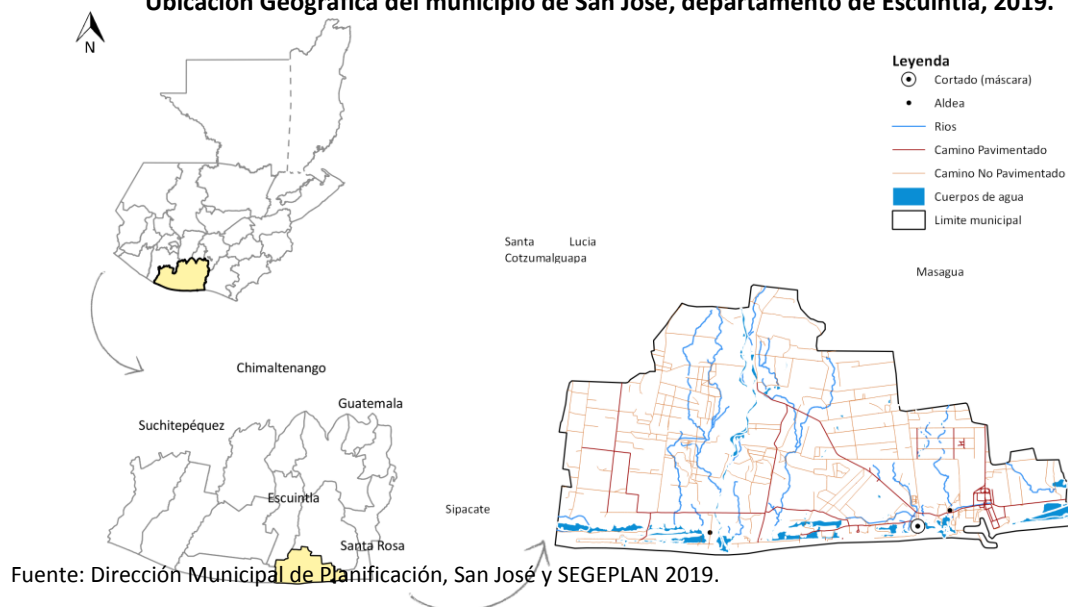 Ubicación Geográfica del municipio de San José, departamento de Escuintla, 2019.
N
Leyenda
Cortado (máscara)
Aldea
Rios
Camino Pavimentado
Camino No Pavimentado
Cuerpos de agua
Limite municipal
Santa Lucia
Cotzumalguapa
Masagua
Chimaltenango
Guatemala
Suchitepéquez
Escuintla
Sipacate
Santa Rosa
Fuente: Dirección Municipal de Planificación, San José y SEGEPLAN 2019.